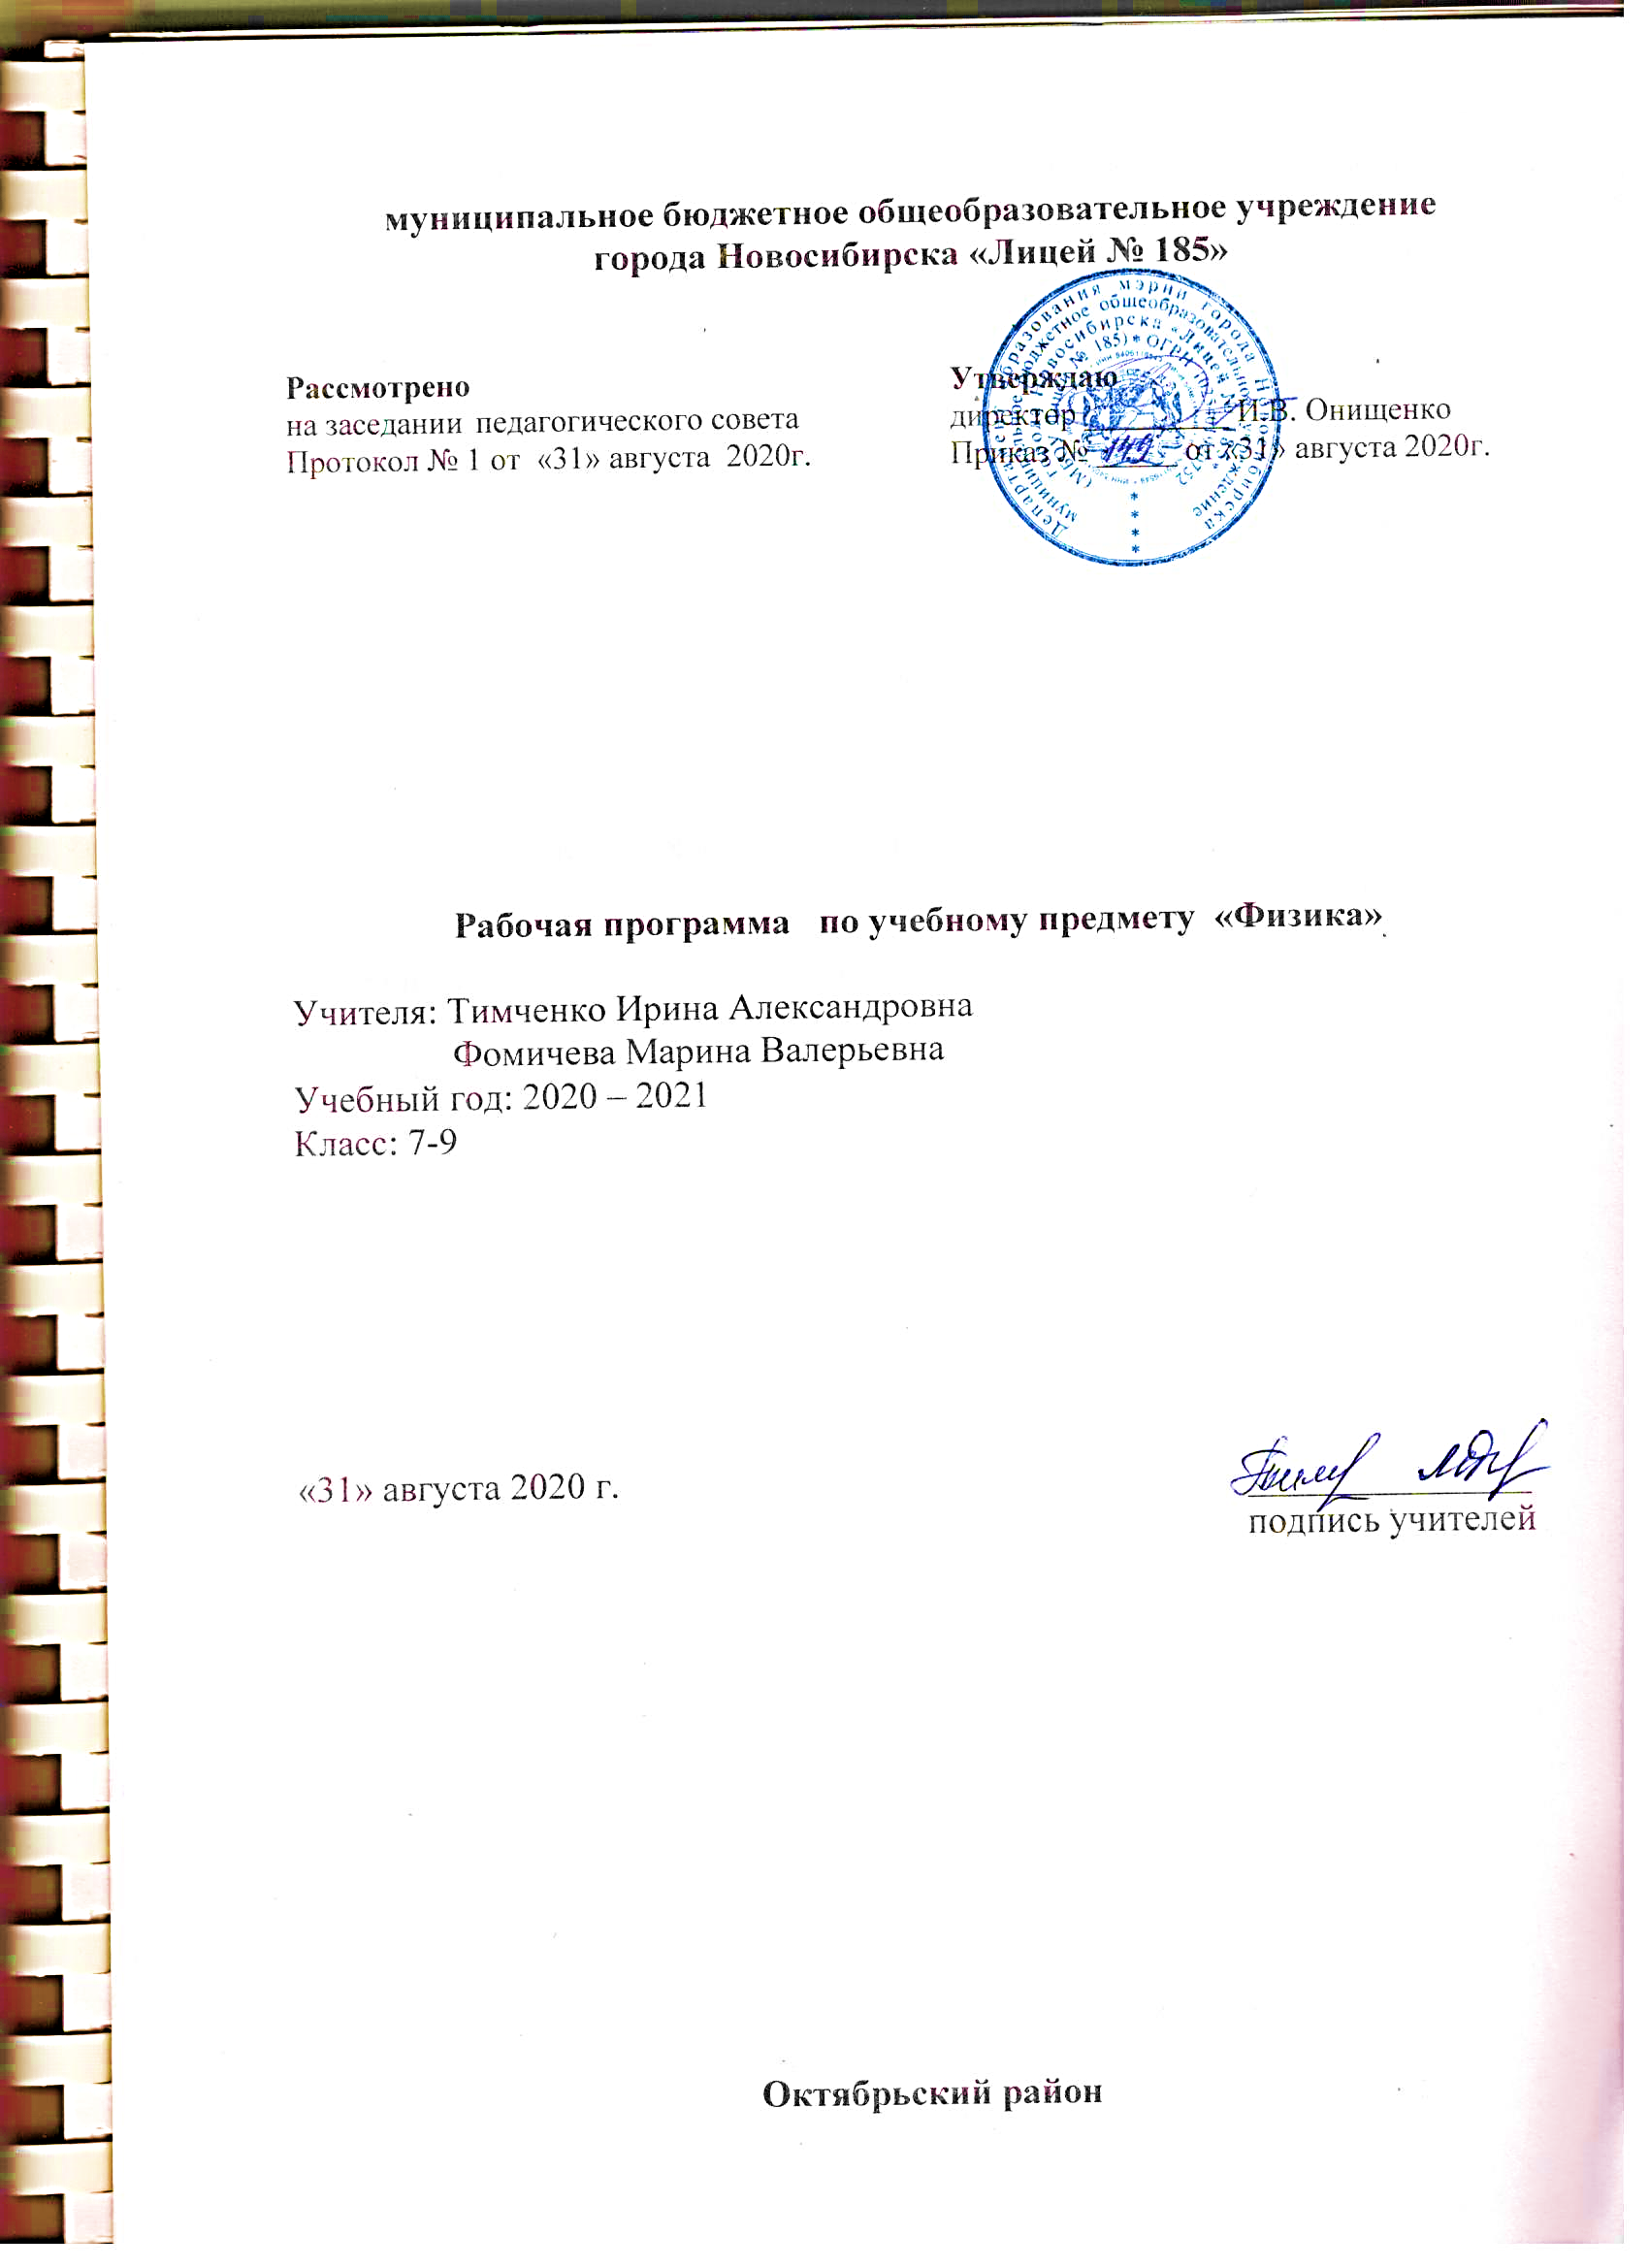 муниципальное бюджетное общеобразовательное учреждение
города Новосибирска «Лицей № 185»
Рассмотрено
на заседании педагогического совета
Протокол № 1 от «31» августа 2020г.
Утверждаю
директор И.В. Онищенко
Приказ № от «31» августа 2020г.
Рабочая программа по учебному предмету «Физика»
Учителя: Тимченко Ирина Александровна
Фомичева Марина Валерьевна
Учебный год: 2020 – 2021
Класс: 7-9
«31» августа 2020 г.
подпись учителей
Октябрьский район